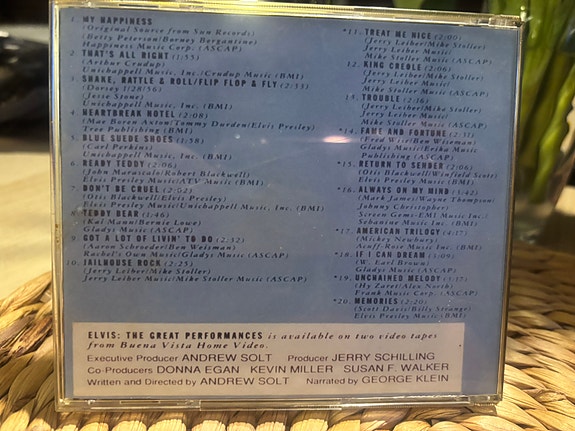 1. MY HAPPINESS
(Original Source from Sun Records)
(Betty Peterson/Borney Bergantine)
Happiness Music Corp. (ASCAP)
2. THAT'S ALL RIGHT (1:55)
(Arthur Crudup)
Unichappell Music, Inc./Crudup Music (BMI)
3. SHAKE, RATTLE & ROLL/FLIP FLOP & FLY (2:33)
(Dorsey 1/28/56)
(Jesse Stone)
Unichappell Music, Inc. (BMI)
4. HEARTBREAK HOTEL (2:08)
(Mae Boren Axton/Tommy Durden/Elvis Presley)
Tree Publishing (BMI)
5. BLUE SUEDE SHOES (1:58)
(Carl Perkins)
Unichappell Music, Inc. (BMI)
6. READY TEDDY (2:06)
(John Marascalco/Robert Blackwell)
Elvis Presley Music/ATV Music (BMI)
7. DON'T BE CRUEL (2:02)
(Otis Blackwell/Elvis Presley)
Elvis Presley Music/Unichappell Music, Inc. (BMI)
8. TEDDY BEAR (1:46)
(Kal Mann/Bernie Lowe)
Gladys Music (ASCAP)
9. GOT A LOT OF LIVIN' TO DO (2:32)
(Aaron Schroeder/Ben Weisman)
Rachel's Own Music/Gladys Music (ASCAP)
10. JAILHOUSE ROCK (2:25)
(Jerry Leiber/Mike Stoller)
Jerry Leiber Music/Mike Stoller Music (ASCAP)
*11. TREAT ME NICE (2:00)
(Jerry Leiber/Mike Stoller)
Jerry Leiber Music/
Mike Stoller Music (ASCAP)
12. KING CREOLE (2:06)
(Jerry Leiber/Mike Stoller)
Jerry Leiber Music/
Mike Stoller Music (ASCAP)
13. TROUBLE (2:16)
(Jerry Leiber/Mike Stoller)
Jerry Leiber Music/
Mike Stoller Music (ASCAP)
*14. FAME AND FORTUNE (2:31)
(Fred Wise/Ben Weisman)
Gladys Music/Erika Music
Publishing (ASCAP)
*15. RETURN TO SENDER (2:06)
(Otis Blackwell/Winfield Scott)
Elvis Presley Music (BMI)
*16. ALWAYS ON MY MIND (3:42)
(Mark James/Wayne Thompson/
Johnny Christopher)
Screen Gems-EMI Music Inc./
Sebanine Music Inc. (BMI)
*17. AMERICAN TRILOGY (4:17)
(Mickey Newbury)
Acuff-Rose Music Inc. (BMI)
*18. IF I CAN DREAM (3:09)
(W. Earl Brown)
Gladys Music (ASCAP)
*19. UNCHAINED MELODY
(Hy Zaret/Alex North)
Frank Music Corp. (ASCAP)
*20. MEMORIES (2:20)
(Scott Davis/Billy Strange)
Elvis Presley Music (BMI)
ELVIS: THE GREAT PERFORMANCES is available on two video tapes
from Buena Vista Home Video.
Executive Producer ANDREW SOLT Producer JERRY SCHILLING
Co-Producers DONNA EGAN KEVIN MILLER SUSAN F. WALKER
Written and Directed by ANDREW SOLT Narrated by GEORGE KLEIN